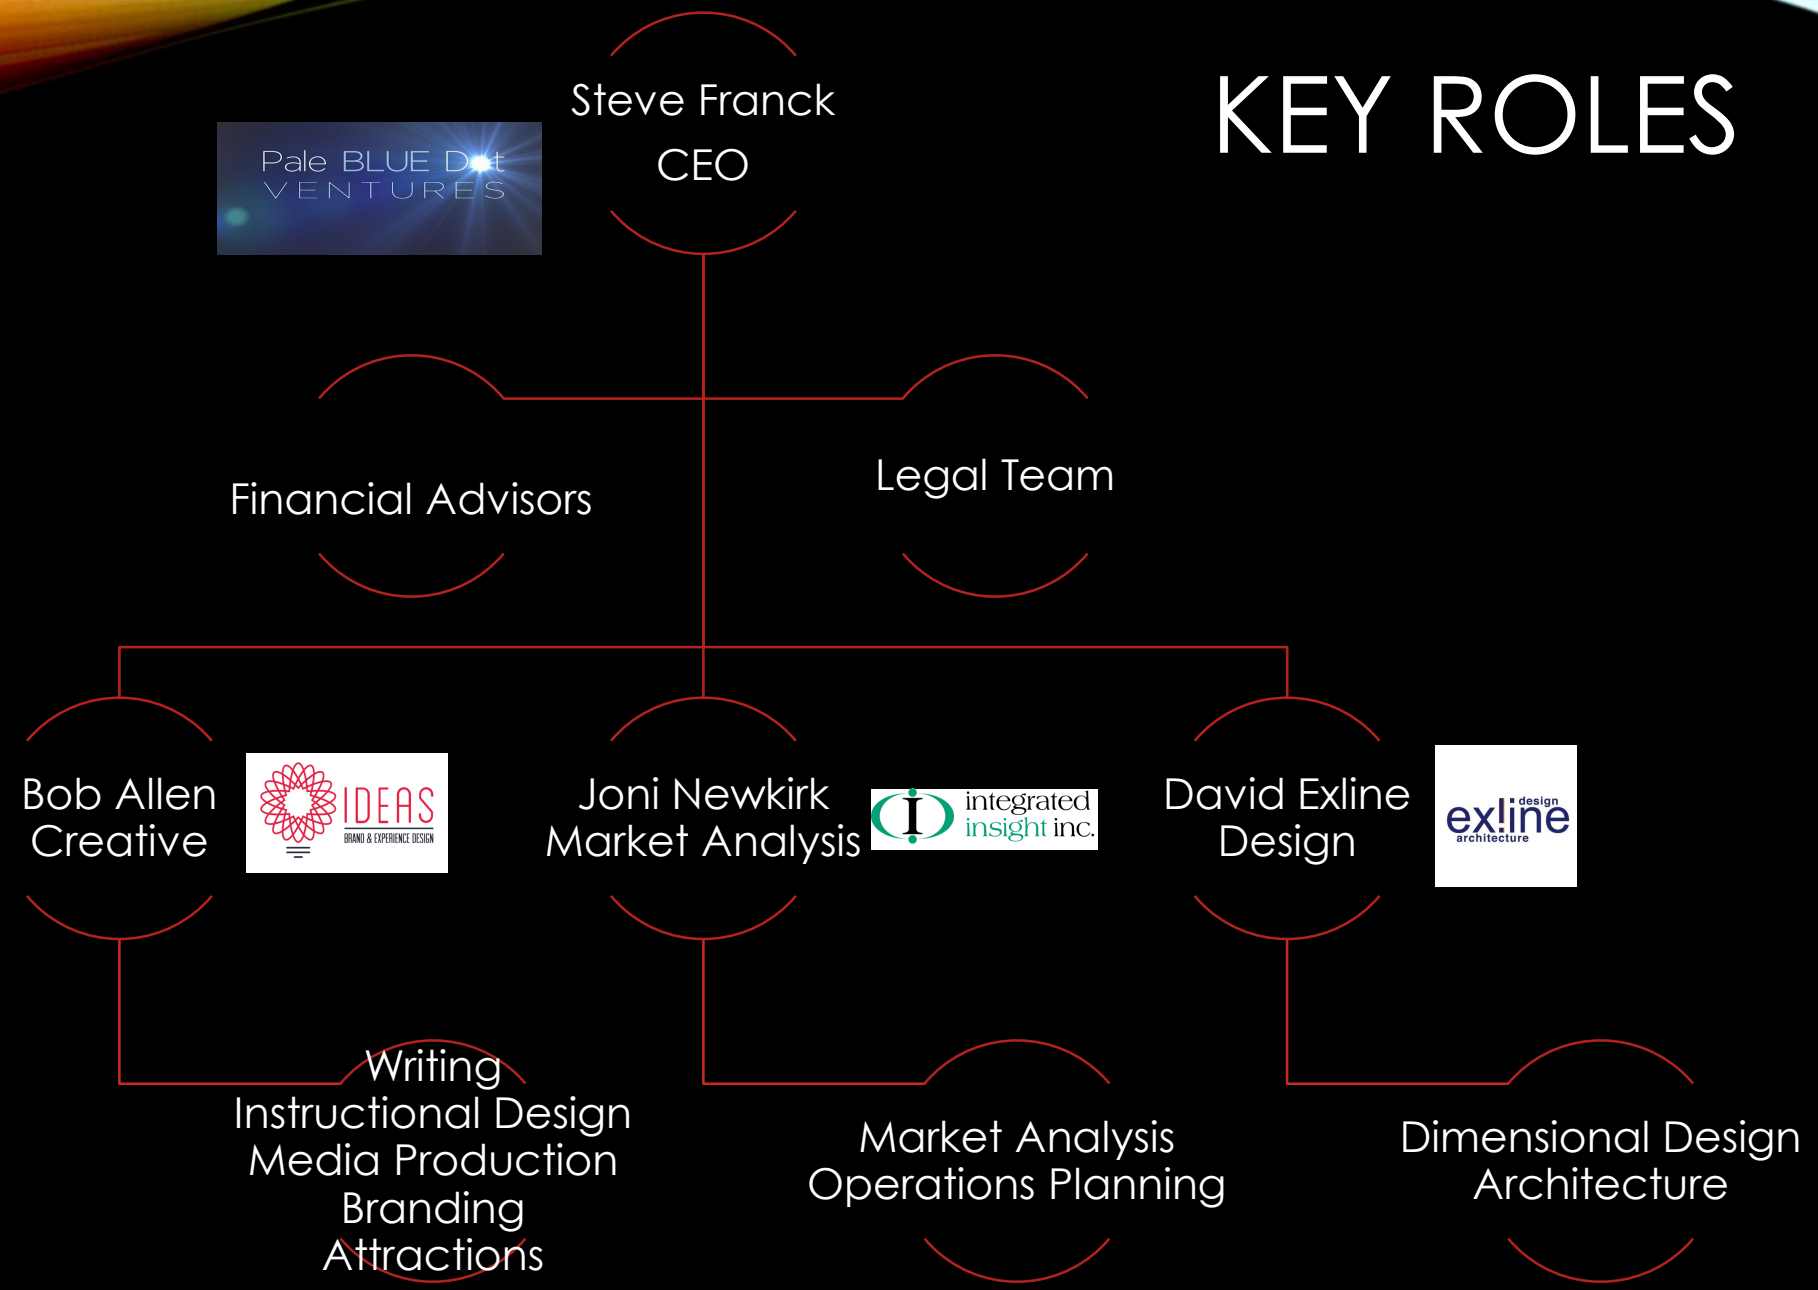 KEY ROLES
Steve Franck
CEO
Pale BLUE Dot
VENTURES
Financial Advisors
Legal Team
Bob Allen
Creative
IDEAS
BRAND & EXPERIENCE DESIGN
Joni Newkirk
Market Analysis
integrated
insight inc.
David Exline
Design
design
ex!ine
architecture
Writing
Instructional Design
Media Production
Branding
Attractions
Market Analysis
Operations Planning
Dimensional Design
Architecture